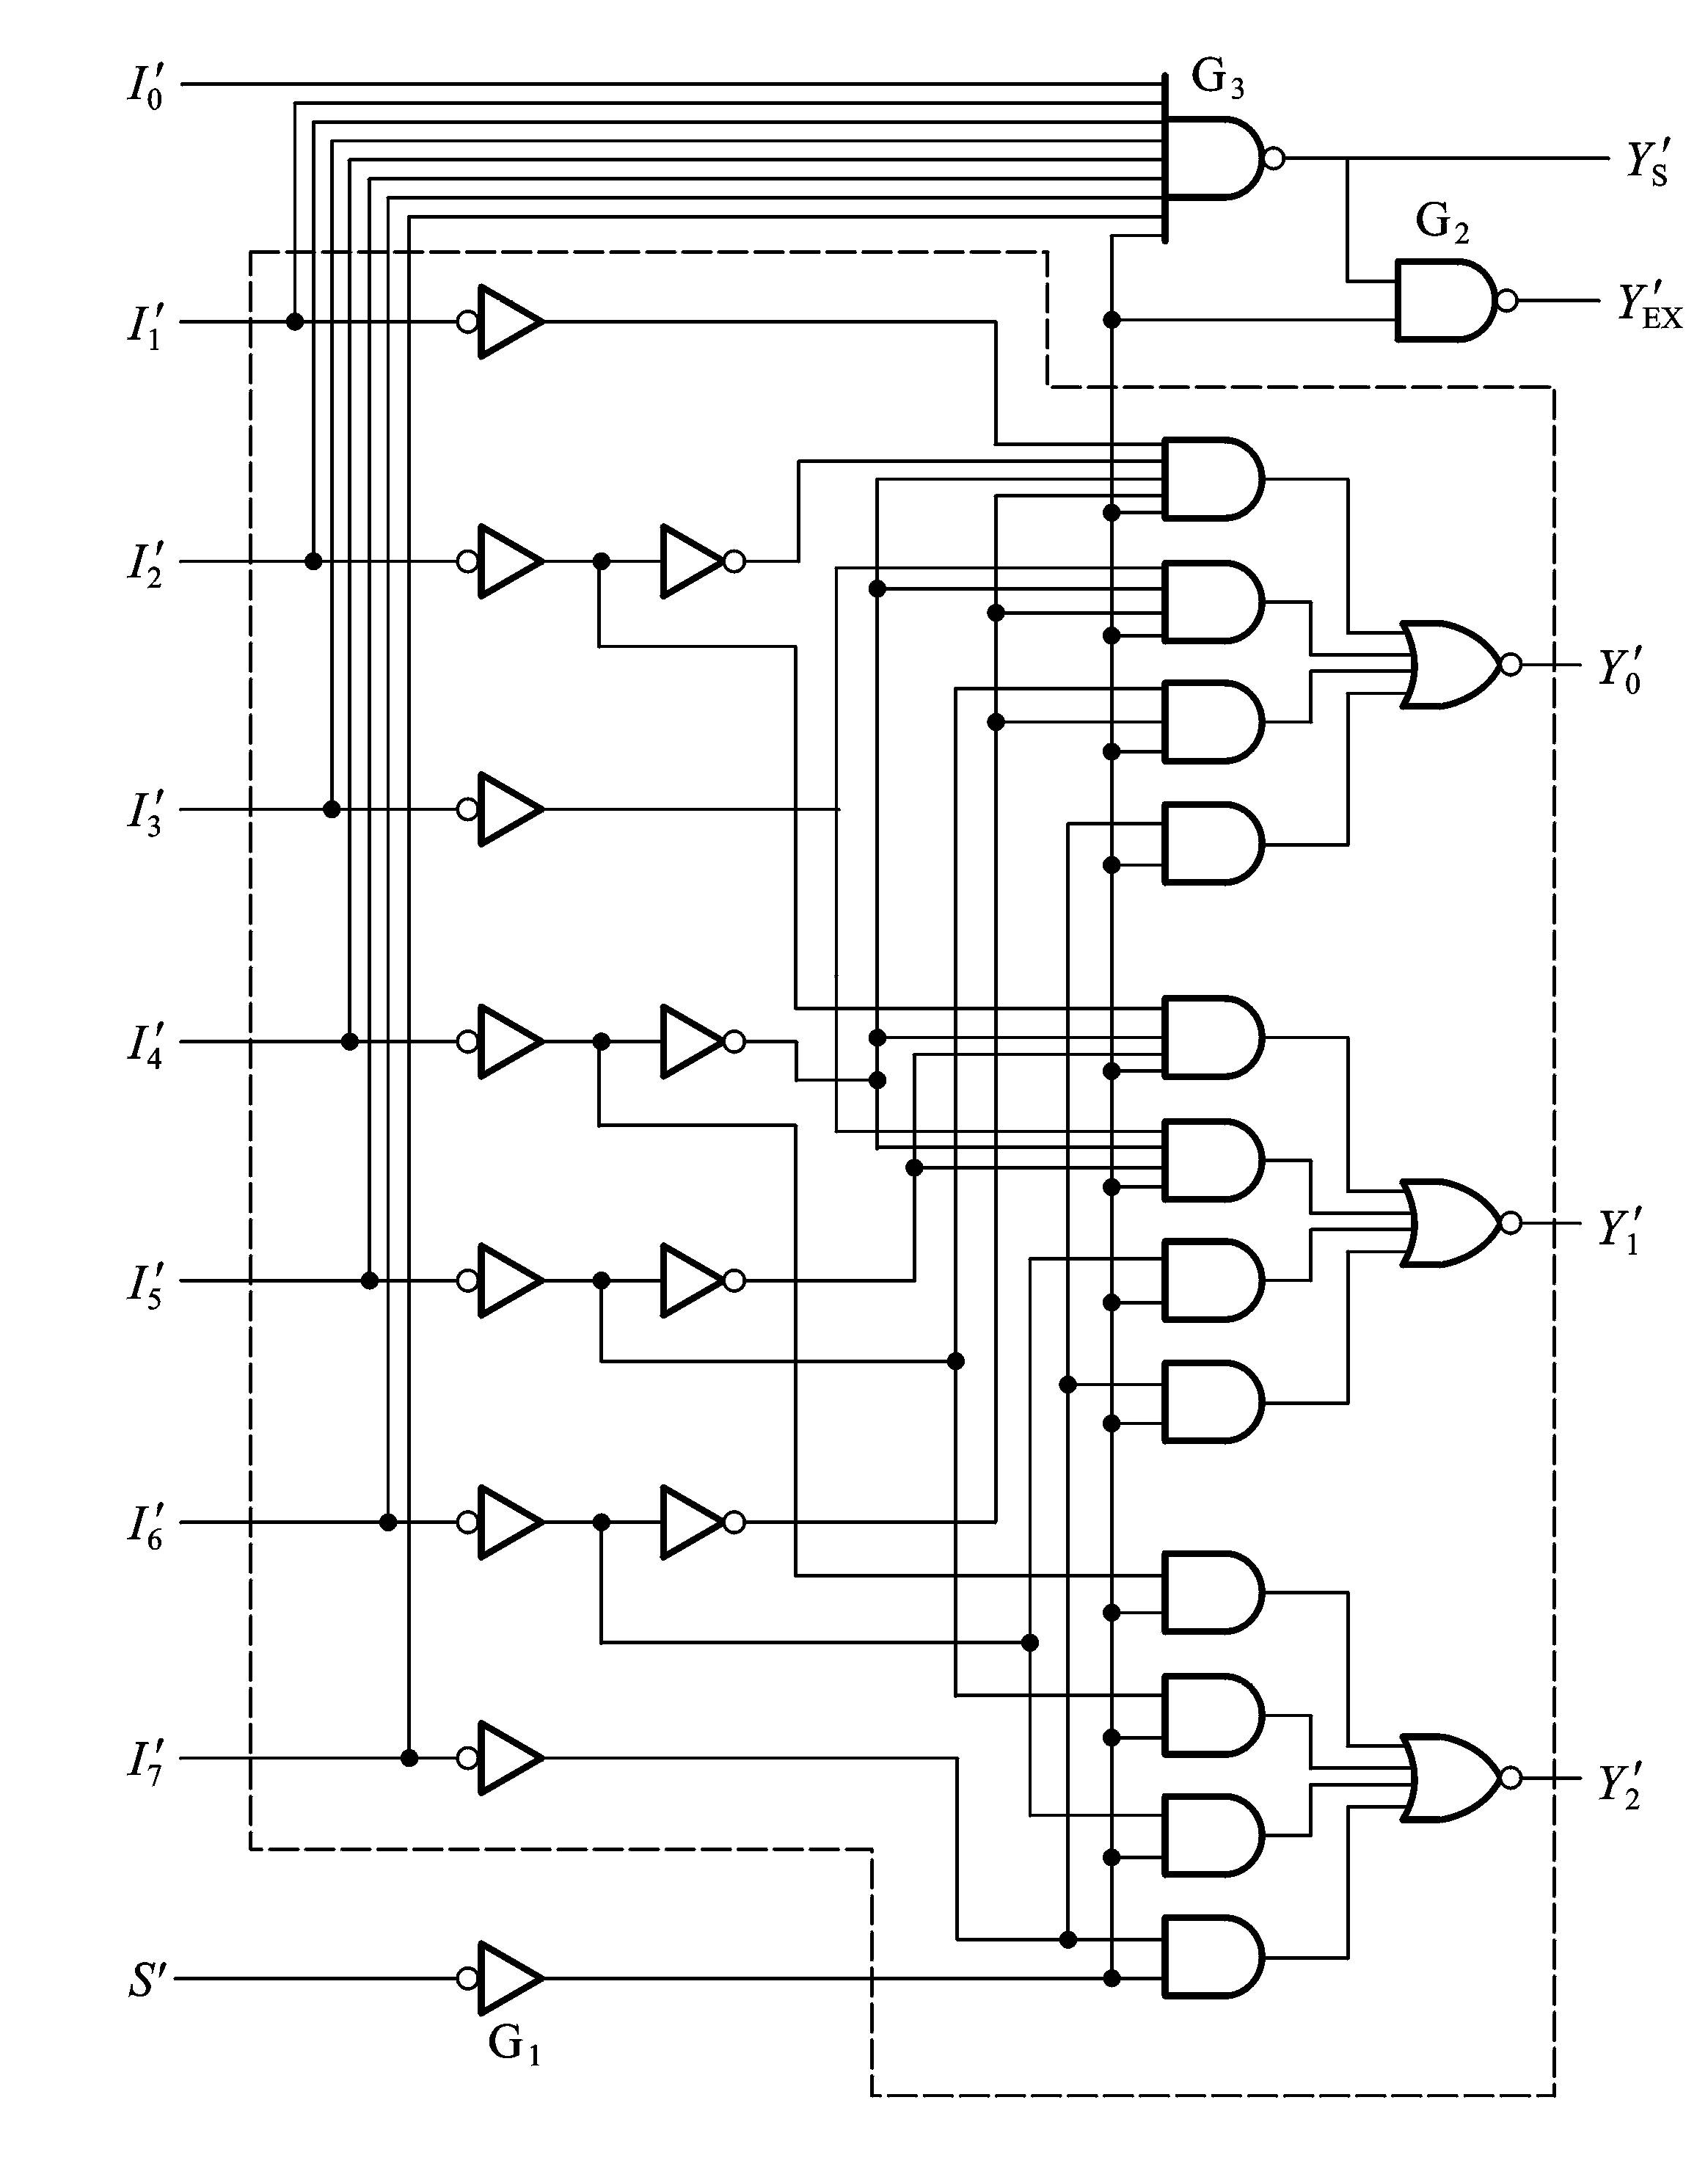 I′₀
G₃
Y′S
G₂
Y′EX
I′₁
I′₂
I′₃
Y′₀
I′₄
I′₅
Y′₁
I′₆
I′₇
Y′₂
S′
G₁